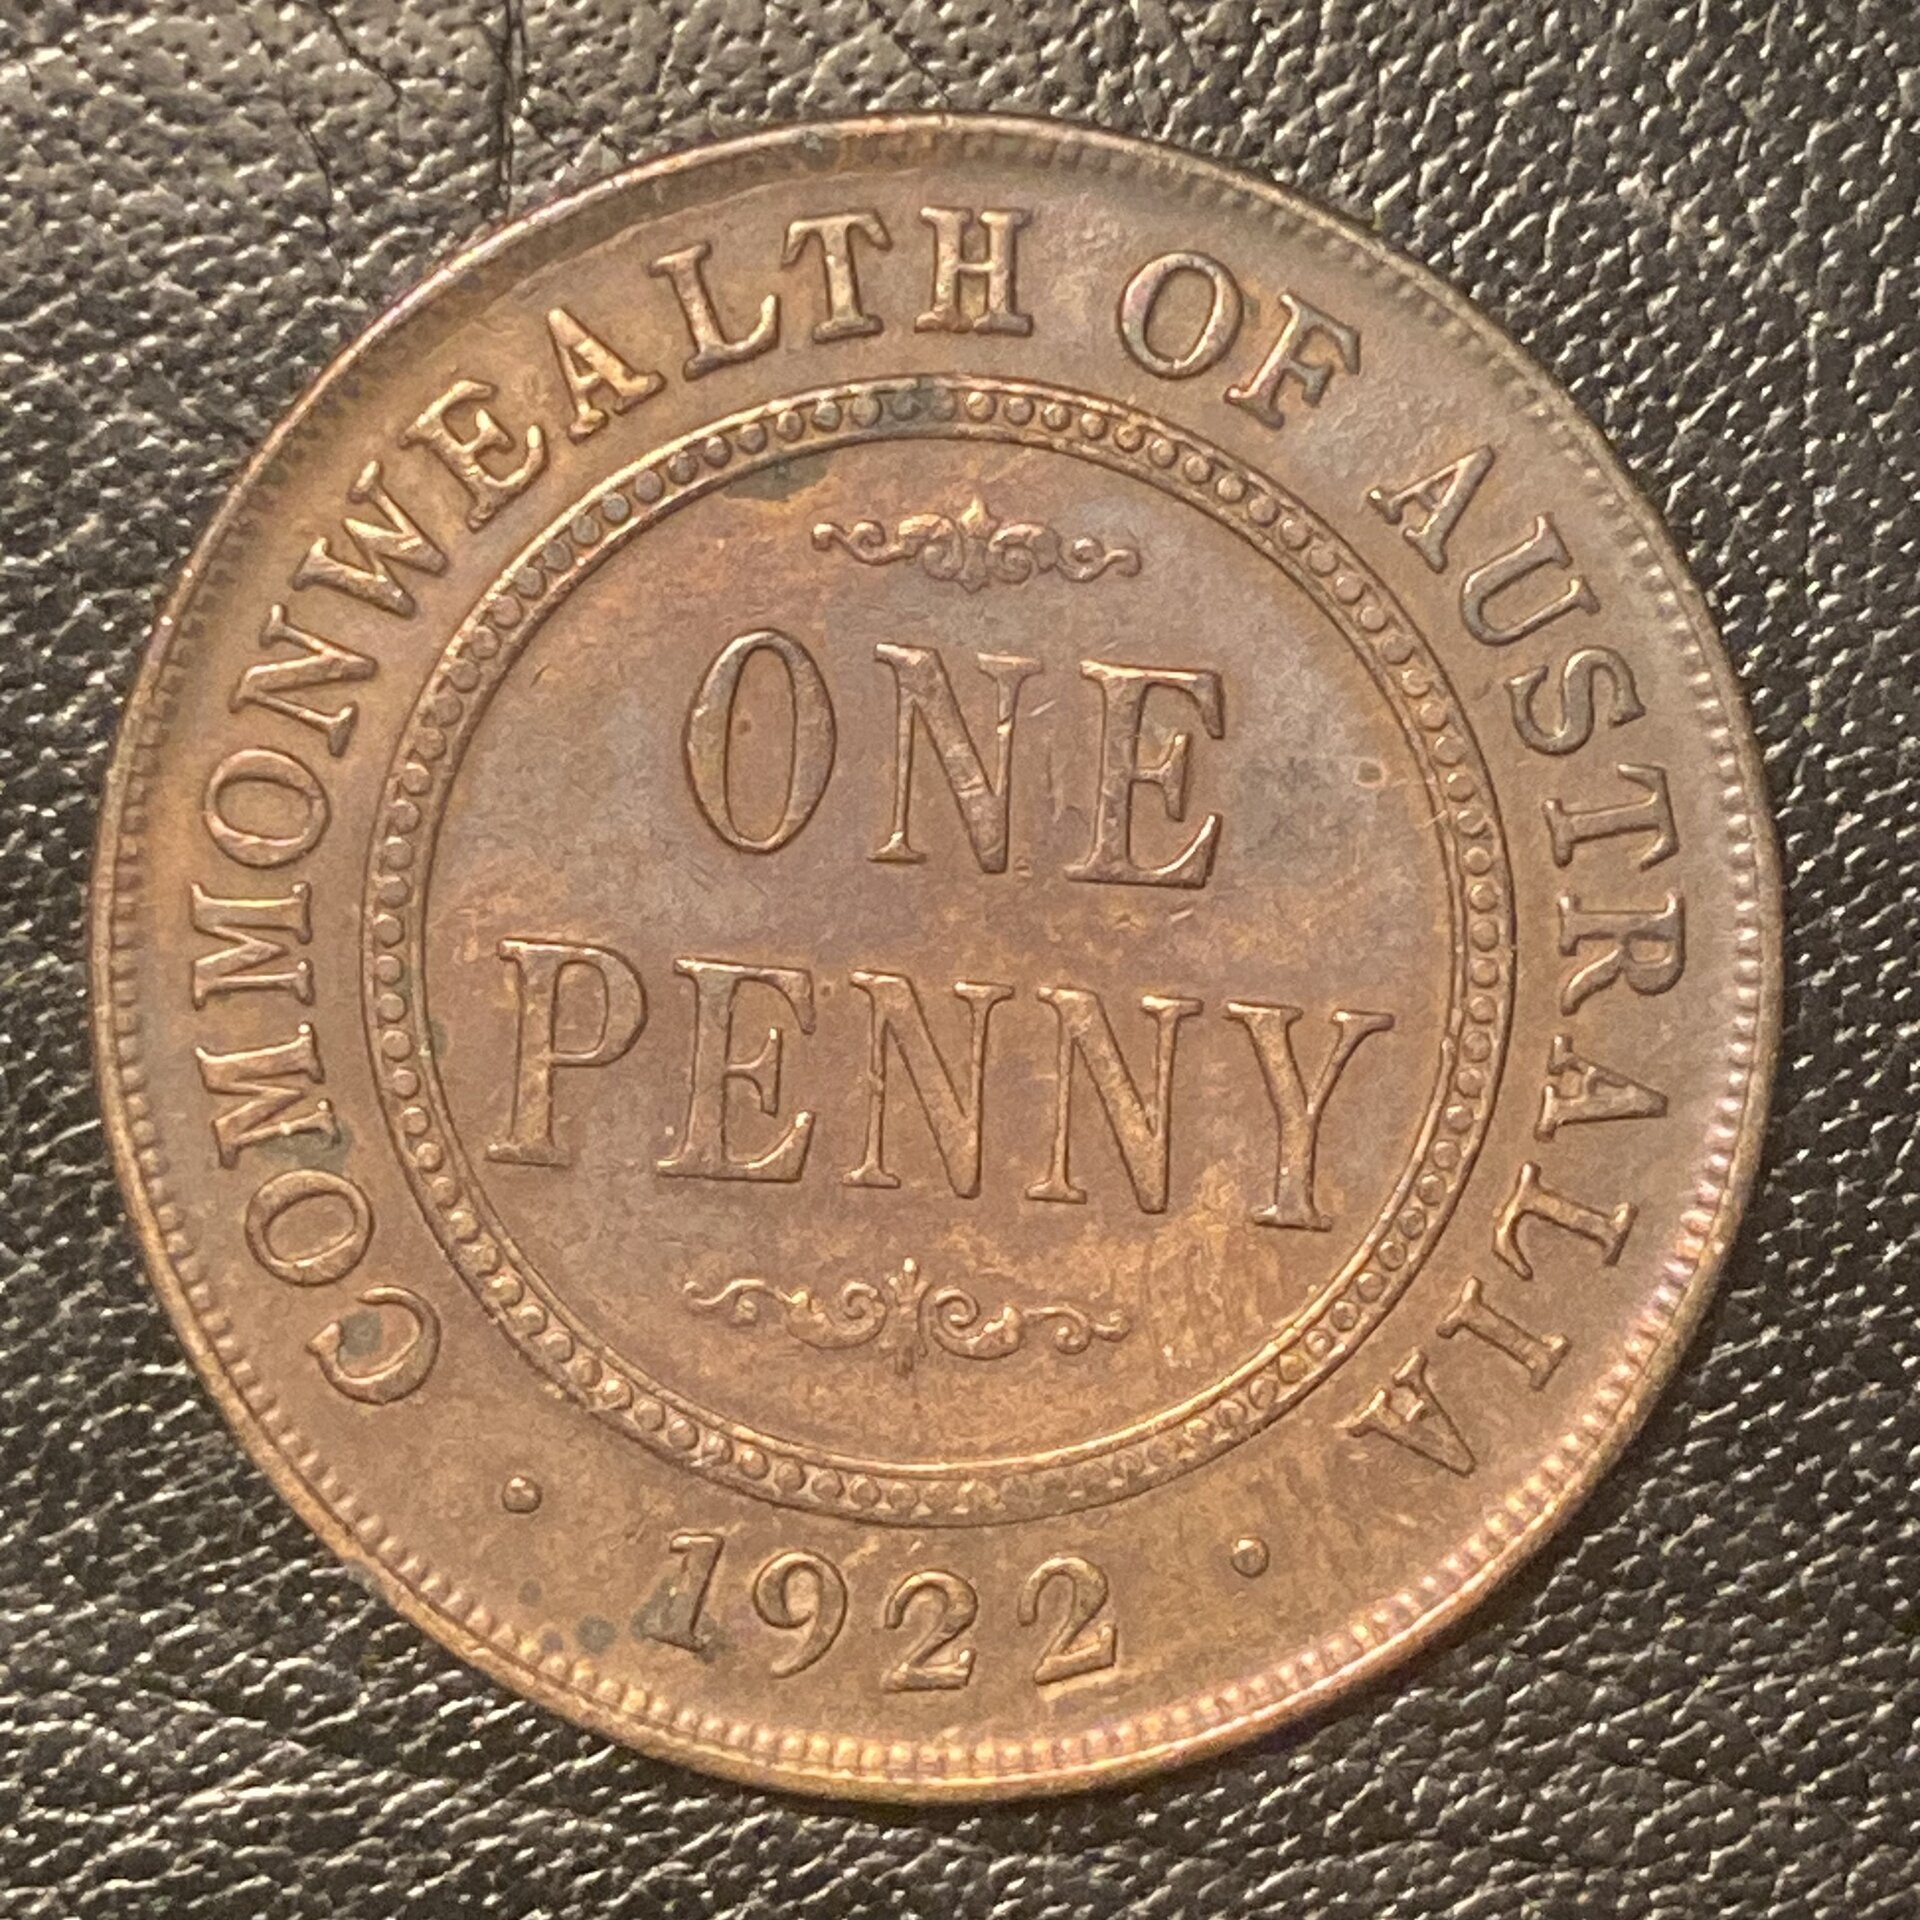 COMMONWEALTH OF AUSTRALIA
ONE
PENNY
· 1922 ·